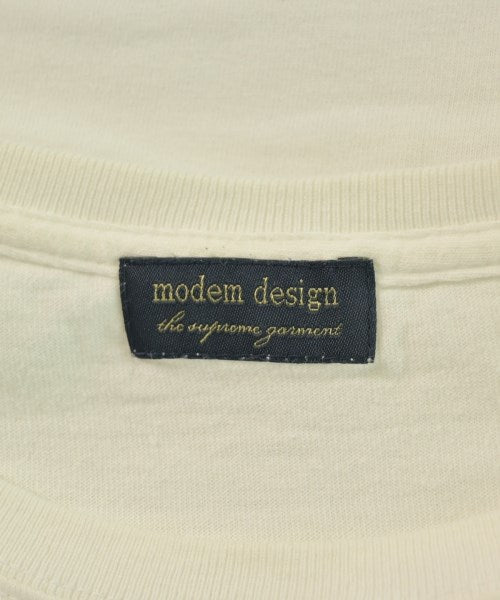 modem design
the supreme garment